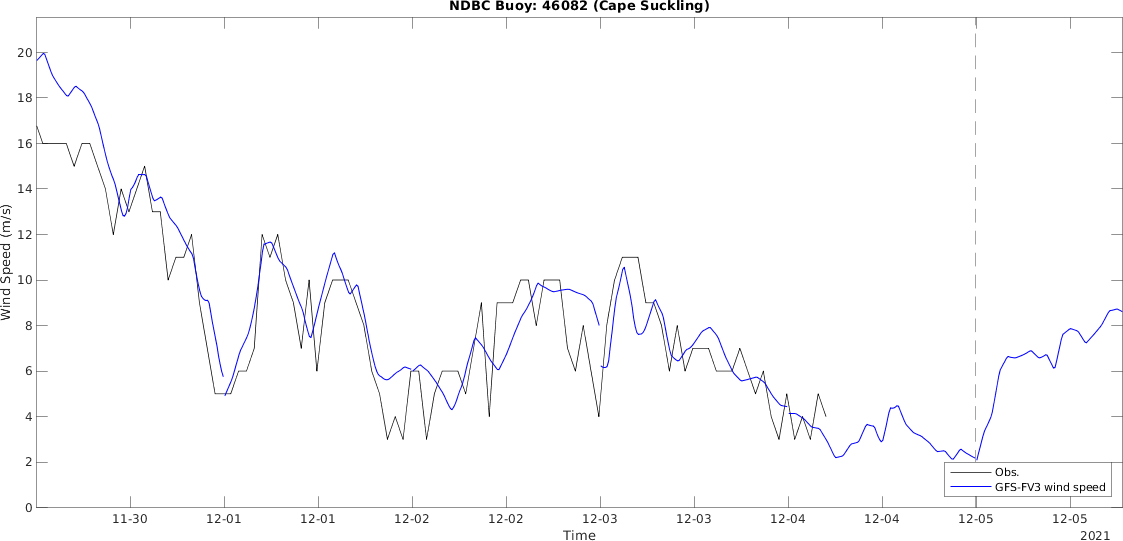 NDBC Buoy: 46082 (Cape Suckling)
20
18
16
14
12
10
8
6
4
2
0
Wind Speed (m/s)
Obs.
GFS-FV3 wind speed
11-30 12-01 12-01 12-02 12-02 12-03 12-03 12-04 12-04 12-05 12-05
Time
2021